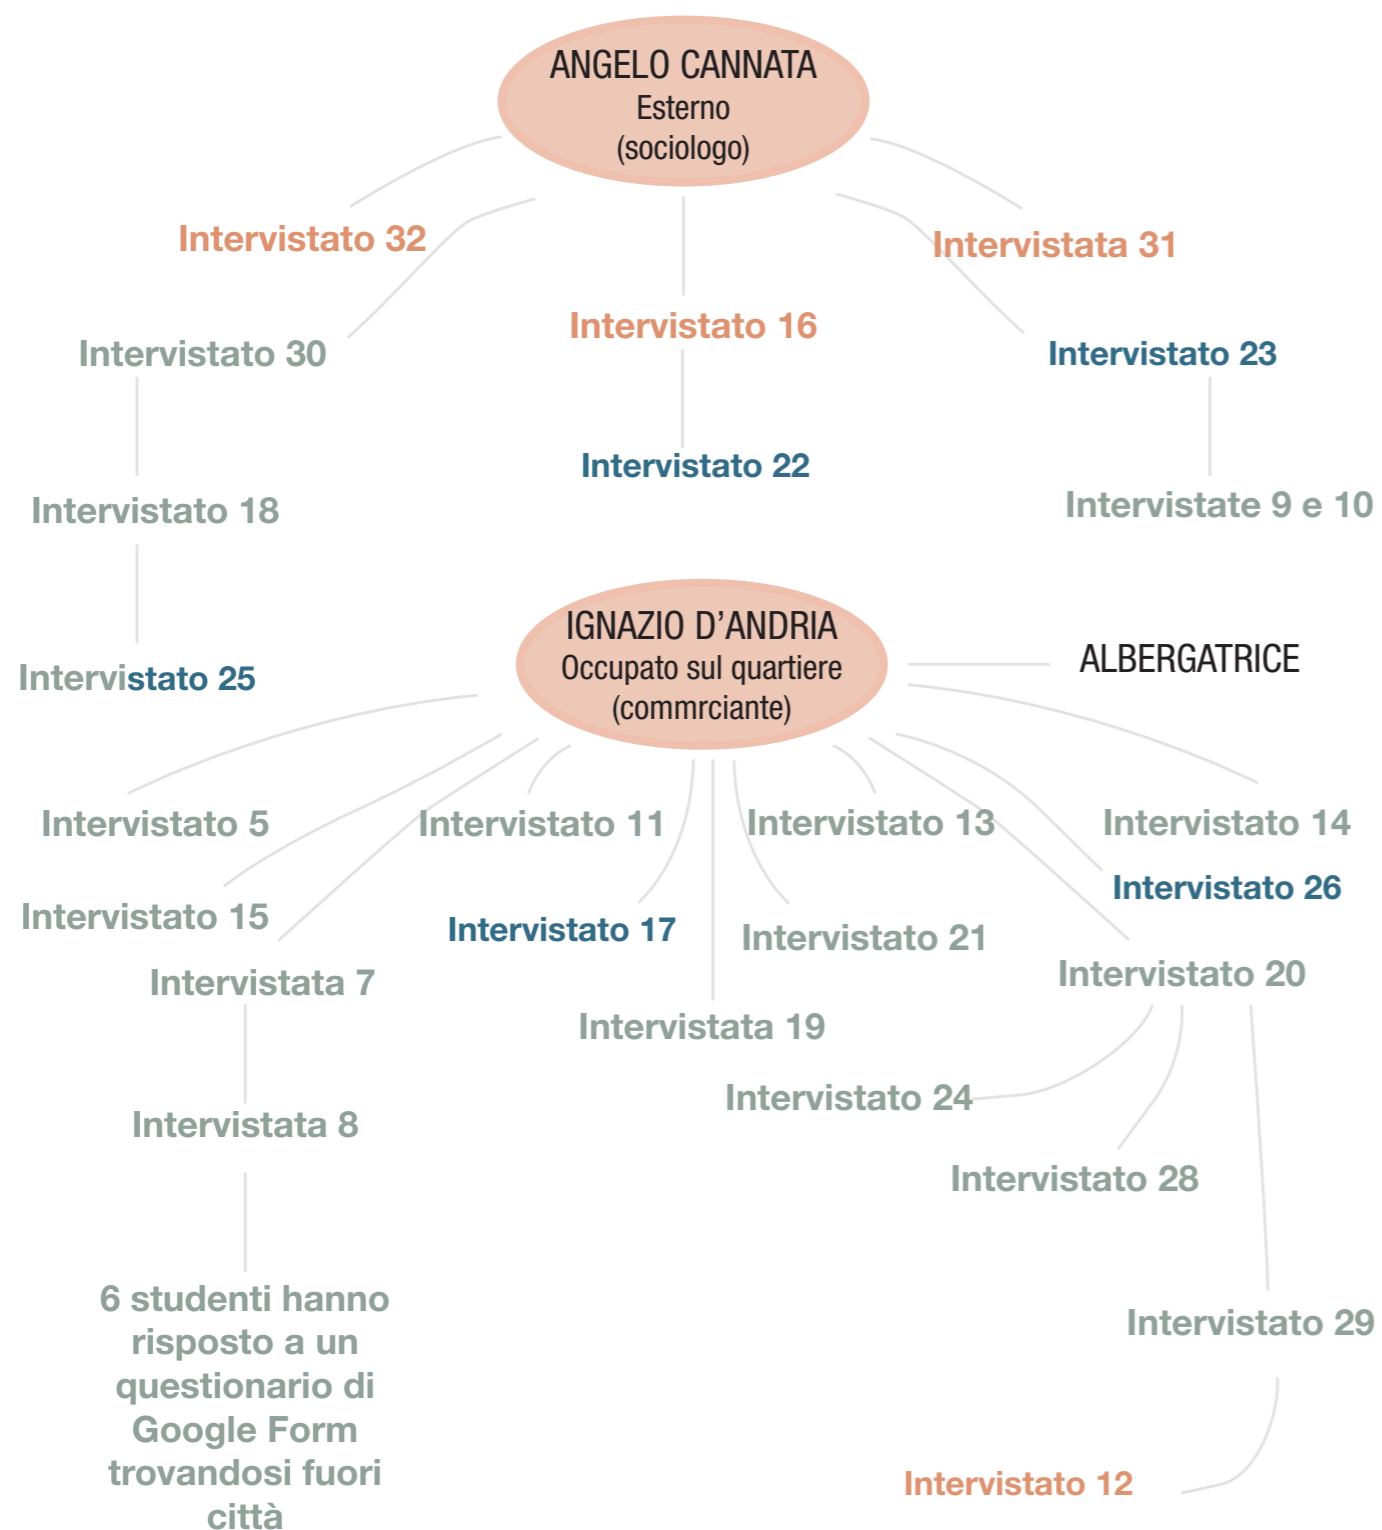 ANGELO CANNATA
Esterno
(sociologo)
Intervistato 32
Intervistata 31
Intervistato 16
Intervistato 30
Intervistato 23
Intervistato 22
Intervistato 18
Intervistate 9 e 10
IGNAZIO D’ANDRIA
Occupato sul quartiere
(commrciante)
ALBERGATRICE
Intervistato 25
Intervistato 5
Intervistato 11
Intervistato 13
Intervistato 14
Intervistato 26
Intervistato 15
Intervistato 17
Intervistato 21
Intervistato 20
Intervistata 7
Intervistata 19
Intervistato 24
Intervistata 8
Intervistato 28
6 studenti hanno
risposto a un
questionario di
Google Form
trovandosi fuori
città
Intervistato 29
Intervistato 12